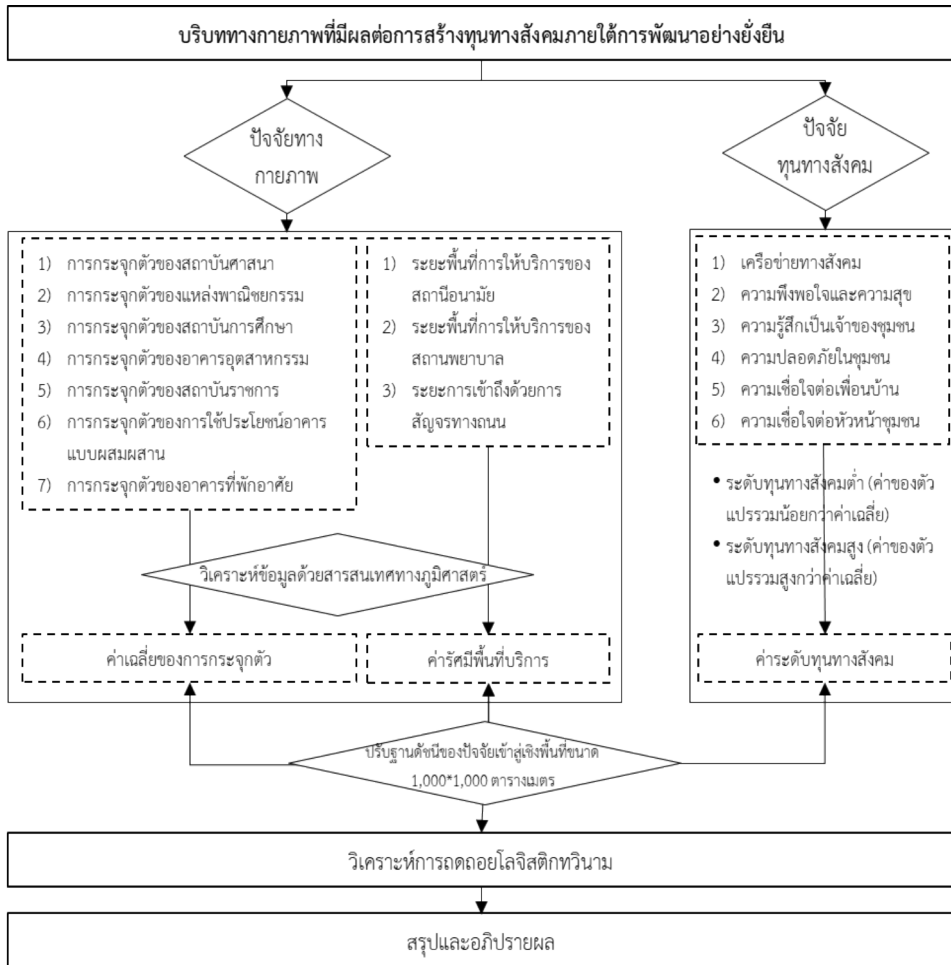 บริบททางกายภาพที่มีผลต่อการสร้างทุนทางสังคมภายใต้การพัฒนาอย่างยั่งยืน
ปัจจัยทาง
กายภาพ
ปัจจัย
ทุนทางสังคม
1) การกระจุกตัวของสถาบันศาสนา
2) การกระจุกตัวของแหล่งพาณิชยกรรม
3) การกระจุกตัวของสถาบันการศึกษา
4) การกระจุกตัวของอาคารอุตสาหกรรม
5) การกระจุกตัวของสถาบันราชการ
6) การกระจุกตัวของการใช้ประโยชน์อาคาร
แบบผสมผสาน
7) การกระจุกตัวของอาคารที่พักอาศัย
1) ระยะพื้นที่การให้บริการของ
สถานีอนามัย
2) ระยะพื้นที่การให้บริการของ
สถานพยาบาล
3) ระยะการเข้าถึงด้วยการ
สัญจรทางถนน
1) เครือข่ายทางสังคม
2) ความพึงพอใจและความสุข
3) ความรู้สึกเป็นเจ้าของชุมชน
4) ความปลอดภัยในชุมชน
5) ความเชื่อใจต่อเพื่อนบ้าน
6) ความเชื่อใจต่อหัวหน้าชุมชน
• ระดับทุนทางสังคมต่ำ (ค่าของตัว
แปรรวมน้อยกว่าค่าเฉลี่ย)
• ระดับทุนทางสังคมสูง (ค่าของตัว
แปรรวมสูงกว่าค่าเฉลี่ย)
วิเคราะห์ข้อมูลด้วยสารสนเทศทางภูมิศาสตร์
ค่าเฉลี่ยของการกระจุกตัว
ค่ารัศมีพื้นที่บริการ
ค่าระดับทุนทางสังคม
ปรับฐานดัชนีของปัจจัยเข้าสู่เชิงพื้นที่ขนาด
1,000*1,000 ตารางเมตร
วิเคราะห์การถดถอยโลจิสติกทวินาม
สรุปและอภิปรายผล